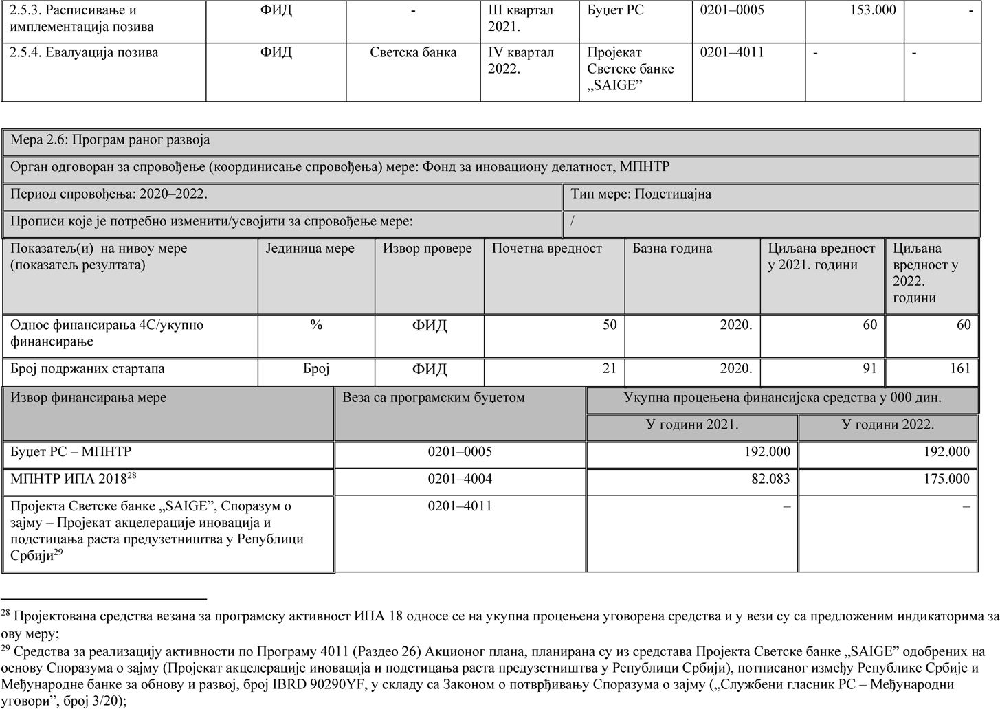 2.5.3. Расписивање и ФИД - III квартал Буџет РС 0201–0005 153.000 -
имплементација позива 2021.
2.5.4. Евалуација позива ФИД Светска банка IV квартал Пројекат 0201–4011 - -
2022. Светске банке
„SAIGE”
Мера 2.6: Програм раног развоја
Орган одговоран за спровођење (координисање спровођења) мере: Фонд за иновациону делатност, МПНТР
Период спровођења: 2020–2022. Тип мере: Подстицајна
Прописи које је потребно изменити/усвојити за спровођење мере: /
Показатељ(и) на нивоу мере Јединица мере Извор провере Почетна вредност Базна година Циљана вредност Циљана
(показатељ резултата) у 2021. години вредност у
2022.
години
Однос финансирања 4С/укупно % ФИД 50 2020. 60 60
финансирање
Број подржаних стартапа Број ФИД 21 2020. 91 161
Извор финансирања мере Веза са програмским буџетом Укупна процењена финансијска средства у 000 дин.
У години 2021. У години 2022.
Буџет РС – МПНТР 0201–0005 192.000 192.000
МПНТР ИПА 2018²⁸ 0201–4004 82.083 175.000
Пројекта Светске банке „SAIGE”, Споразум о 0201–4011 – –
зајму – Пројекат акцелерације иновација и
подстицања раста предузетништва у Републици
Србији²⁹
²⁸ Пројектована средства везана за програмску активност ИПА 18 односе се на укупна процењена уговорена средства и у вези су са предложеним индикаторима за
ову меру;
²⁹ Средства за реализацију активности по Програму 4011 (Раздео 26) Акционог плана, планирана су из средстава Пројекта Светске банке „SAIGE” одобрених на
основу Споразума о зајму (Пројекат акцелерације иновација и подстицања раста предузетништва у Републици Србији), потписаног између Републике Србије и
Међународне банке за обнову и развој, број IBRD 90290YF, у складу са Законом о потврђивању Споразума о зајму („Службени гласник РС – Међународни
уговори”, број 3/20);